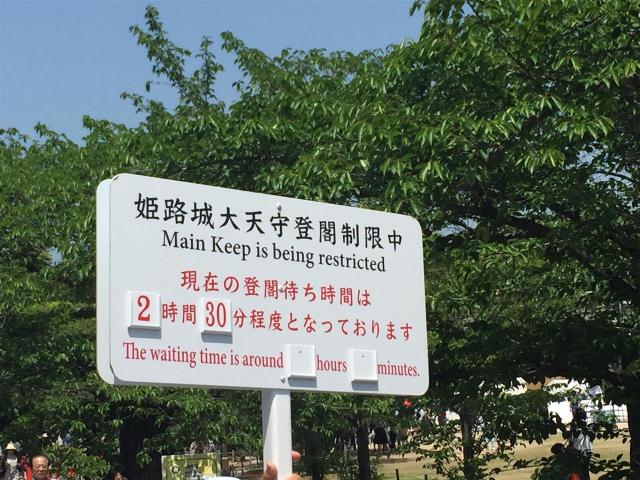 姫路城大天守登閣制限中
Main Keep is being restricted
現在の登閣待ち時間は
2時間30分程度となっております
The waiting time is around hours minutes.